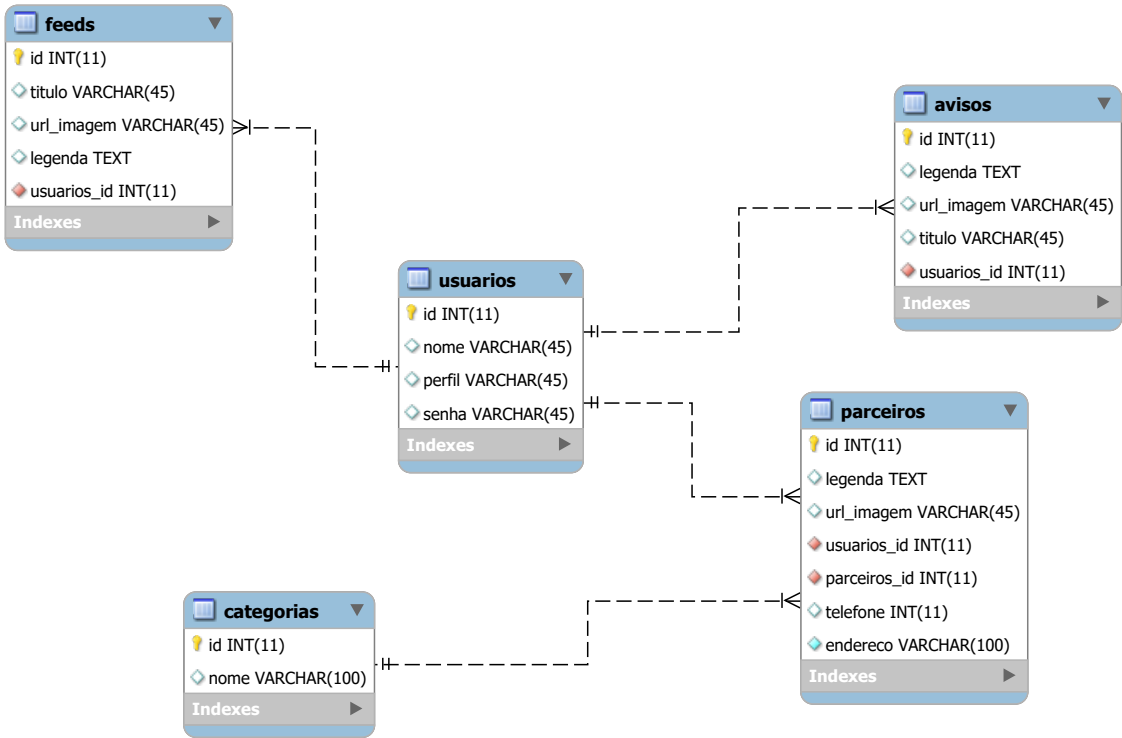 feeds
id INT(11)
titulo VARCHAR(45)
url_imagem VARCHAR(45)
legenda TEXT
usuarios_id INT(11)
Indexes
avisos
id INT(11)
legenda TEXT
url_imagem VARCHAR(45)
titulo VARCHAR(45)
usuarios_id INT(11)
Indexes
usuarios
id INT(11)
nome VARCHAR(45)
perfil VARCHAR(45)
senha VARCHAR(45)
Indexes
parceiros
id INT(11)
legenda TEXT
url_imagem VARCHAR(45)
usuarios_id INT(11)
parceiros_id INT(11)
telefone INT(11)
endereco VARCHAR(100)
Indexes
categorias
id INT(11)
nome VARCHAR(100)
Indexes